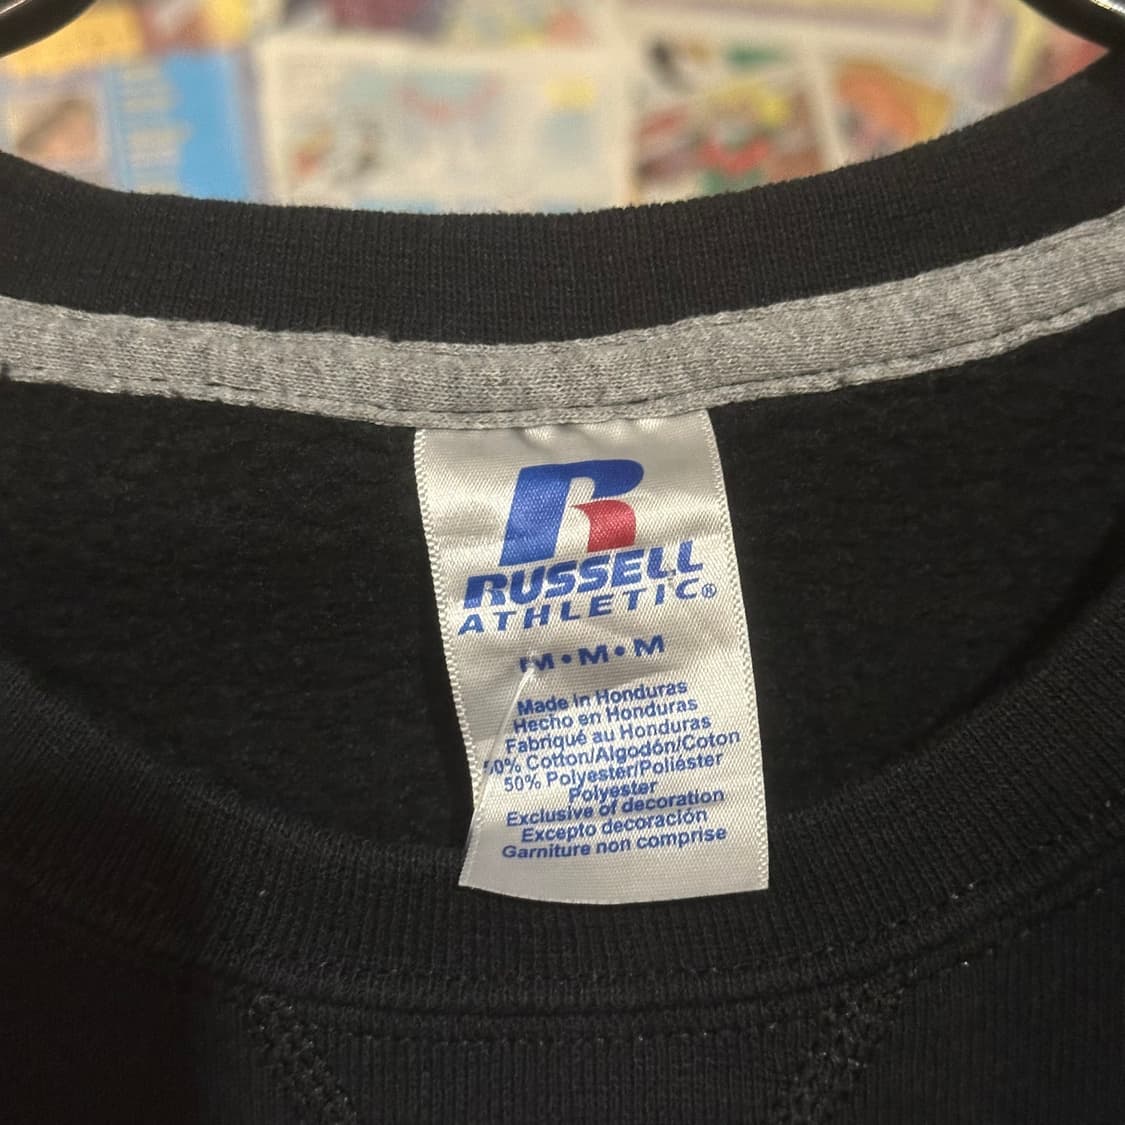 RUSSELL
ATHLETIC®
M•M•M
Made in Honduras
Hecho en Honduras
Fabriqué au Honduras
50% Cotton/Algodón/Coton
50% Polyester/Poliéster
Polyester
Exclusive of decoration
Excepto decoración
Garniture non comprise